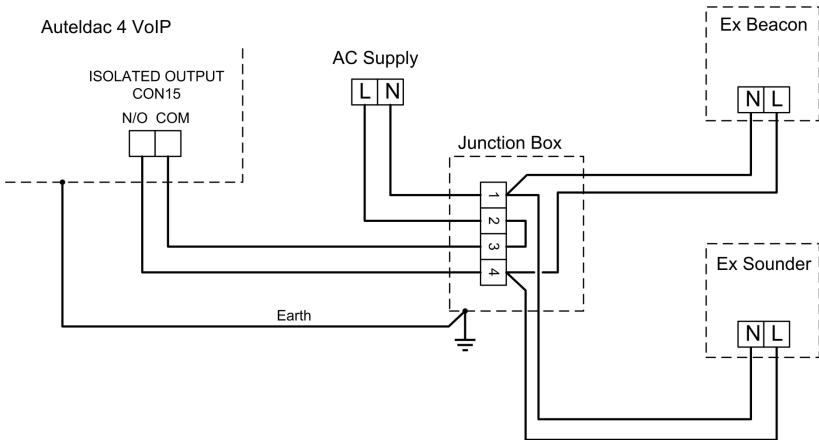 Auteldac 4 VoIP
ISOLATED OUTPUT
CON15
N/O COM
AC Supply
L N
Junction Box
1
2
3
4
Earth
Ex Beacon
N L
Ex Sounder
N L